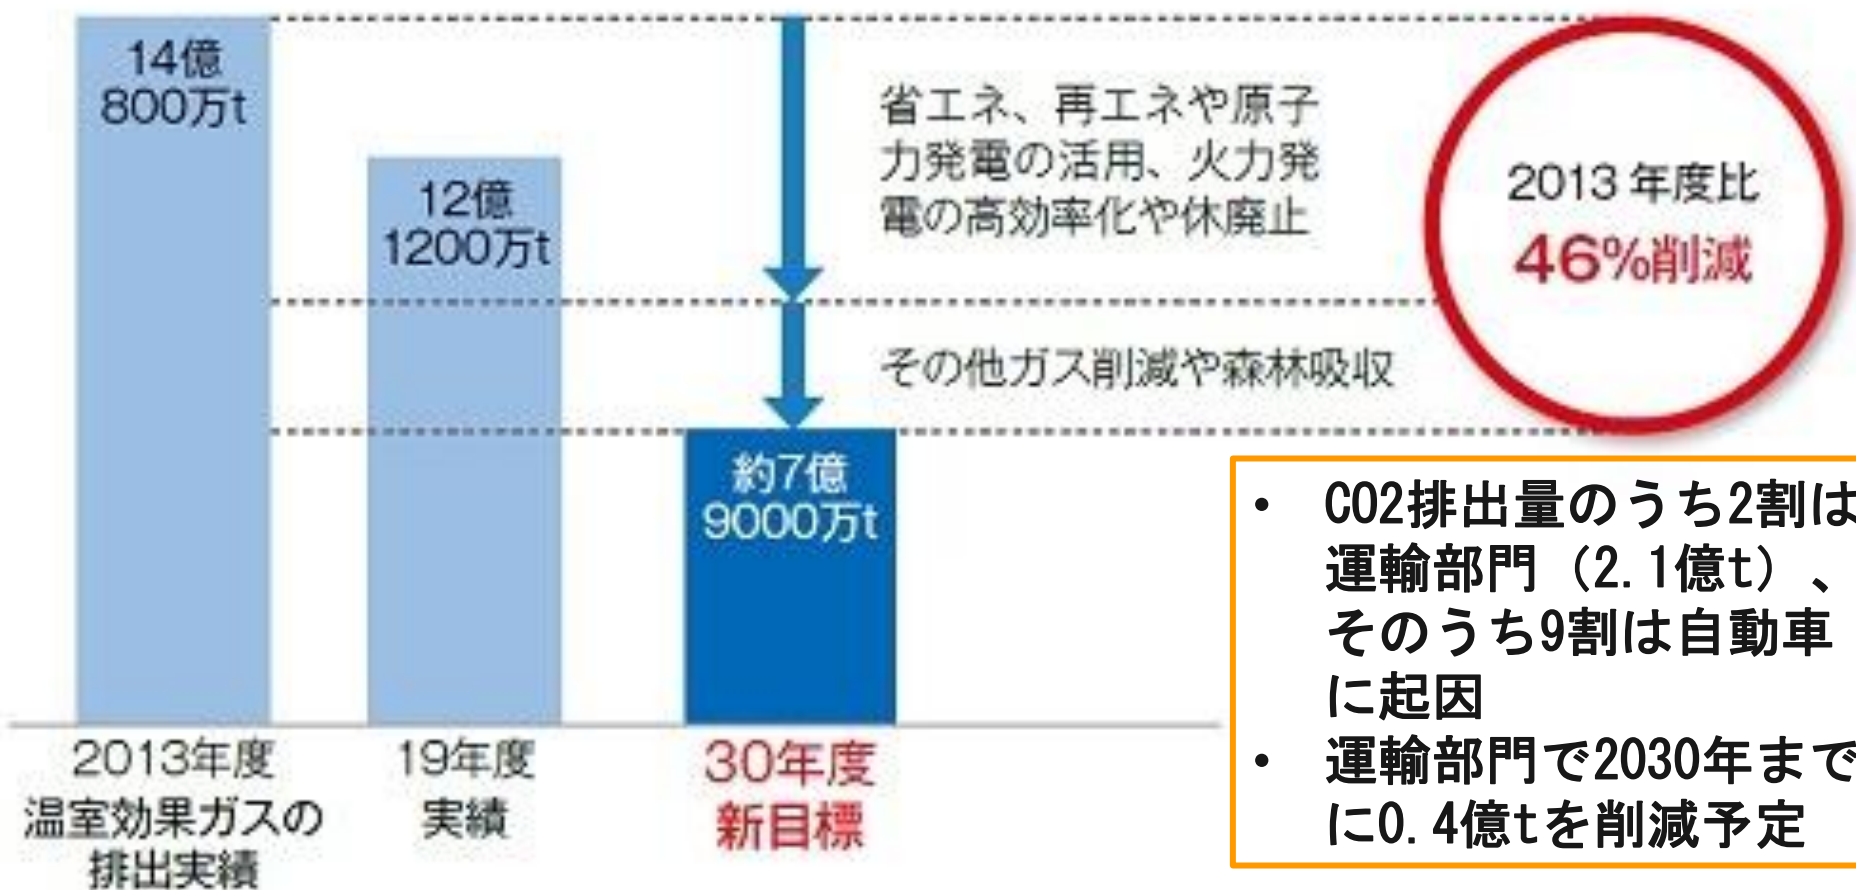 14億
800万t
12億
1200万t
省エネ、再エネや原子
力発電の活用、火力発
電の高効率化や休廃止
2013年度比
46%削減
その他ガス削減や森林吸収
約7億
9000万t
• CO2排出量のうち2割は
運輸部門（2.1億t）、
そのうち9割は自動車
に起因
• 運輸部門で2030年まで
に0.4億tを削減予定
2013年度
温室効果ガスの
排出実績
19年度
実績
30年度
新目標